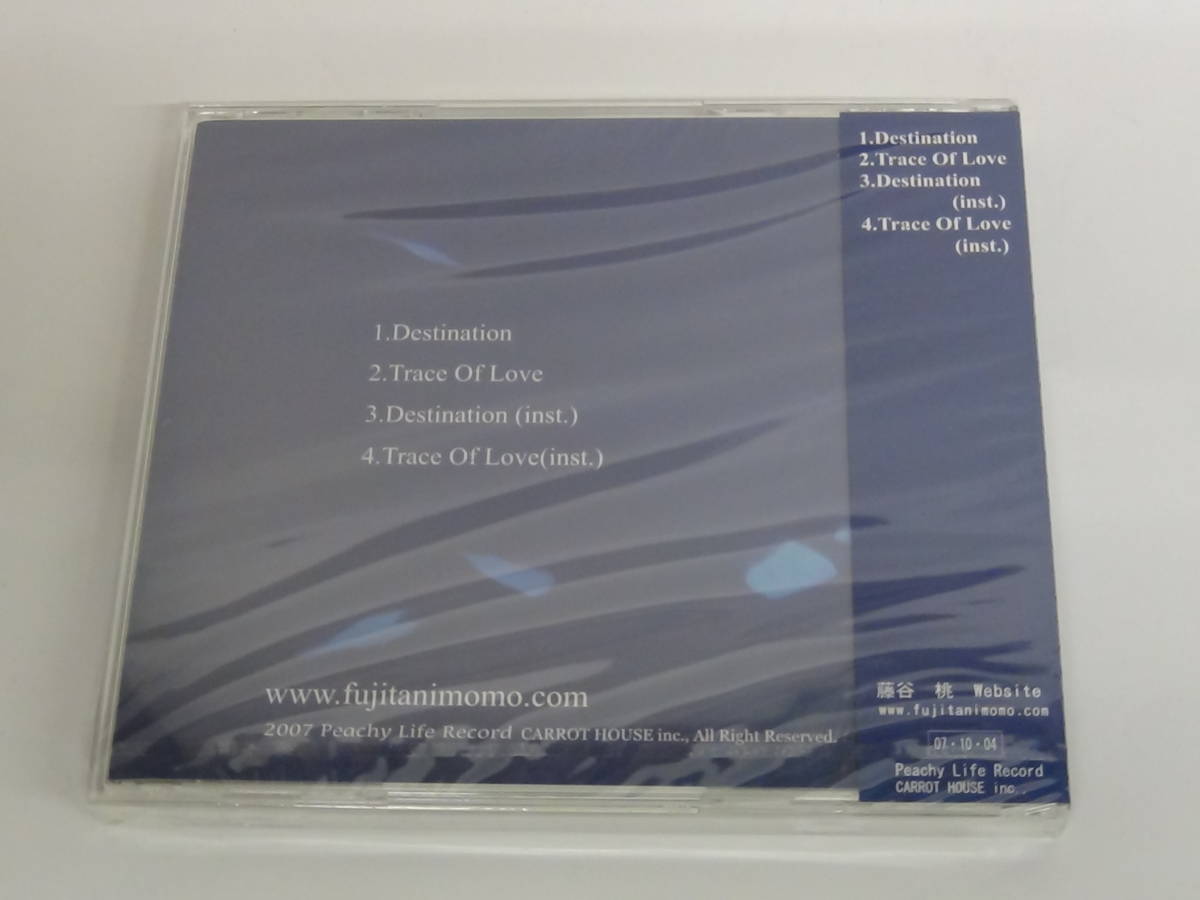 1.Destination
2.Trace Of Love
3.Destination (inst.)
4.Trace Of Love(inst.)
www.fujitanimomo.com
2007 Peachy Life Record CARROT HOUSE inc., All Right Reserved.
1.Destination
2.Trace Of Love
3.Destination
(inst.)
4.Trace Of Love
(inst.)
藤谷 桃 Website
www.fujitanimomo.com
07・10・04
Peachy Life Record
CARROT HOUSE inc.